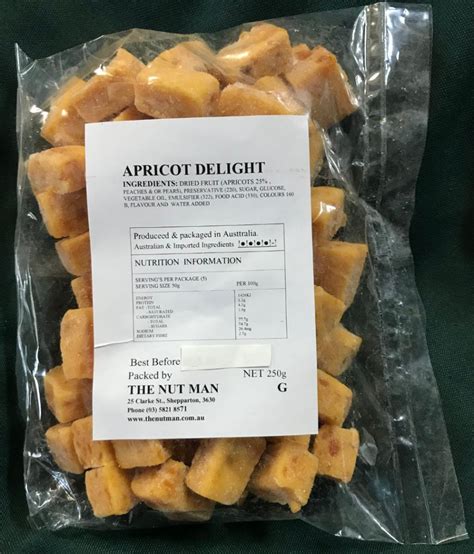 APRICOT DELIGHT
INGREDIENTS: DRIED FRUIT (APRICOTS 25%,
PEACHES & OR PEARS), PRESERVATIVE (220), SUGAR, GLUCOSE,
VEGETABLE OIL, EMULSIFIER (322), FOOD ACID (330), COLOURS 160
B, FLAVOUR AND WATER ADDED
Produceed & packaged in Austtralia.
Australian & Imported Ingredients
NUTRITION INFORMATION
SERVING'S PER PACKAGE (5)
SERVING SIZE 50g
PER 100g
ENERGY
PROTEIN
FAT -TOTAL
-SATURATED
CARBOHYDRATE
-TOTAL
-SUGARS
SODIUM
DIETARY FIBRE
Best Before
Packed by
NET 250g
THE NUT MAN
G
25 Clarke St., Shepparton, 3630
Phone (03) 5821 8571
www.thenutman.com.au